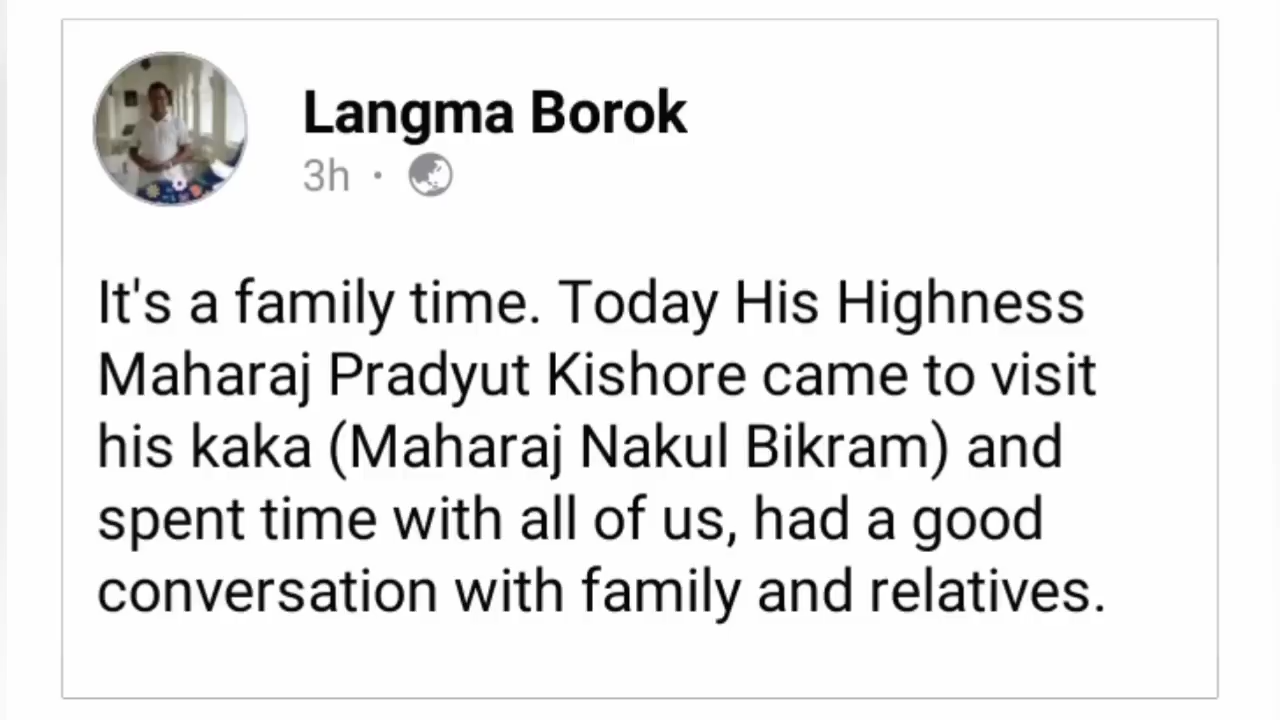 Langma Borok
3h ·
It's a family time. Today His Highness
Maharaj Pradyut Kishore came to visit
his kaka (Maharaj Nakul Bikram) and
spent time with all of us, had a good
conversation with family and relatives.